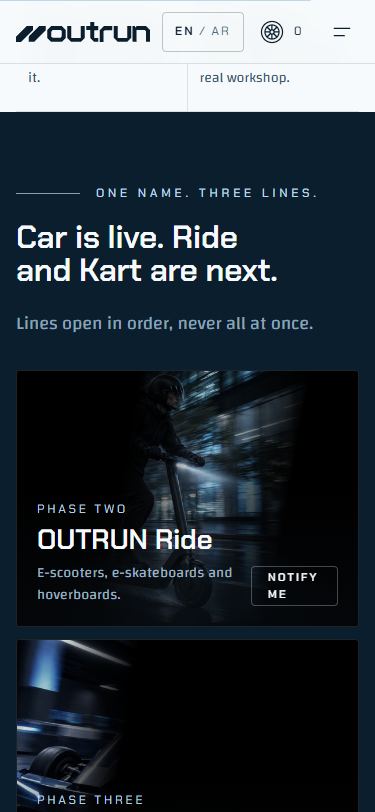 outrun
EN / AR
0
it.
real workshop.
ONE NAME. THREE LINES.
Car is live. Ride
and Kart are next.
Lines open in order, never all at once.
PHASE TWO
OUTRUN Ride
E-scooters, e-skateboards and
hoverboards.
NOTIFY
ME
PHASE THREE